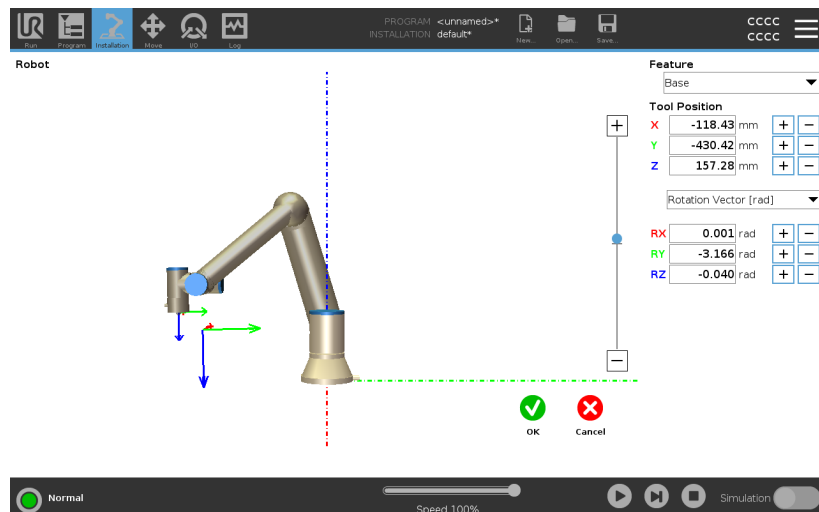 PROGRAM <unnamed>*
INSTALLATION default*
CCCC
CCCC
Run Program Installation Move I/O Log New... Open... Save...
Robot
Feature
Base
Tool Position
X -118.43 mm + −
Y -430.42 mm + −
Z 157.28 mm + −
Rotation Vector [rad]
RX 0.001 rad + −
RY -3.166 rad + −
RZ -0.040 rad + −
OK Cancel
Normal
Speed 100%
Simulation